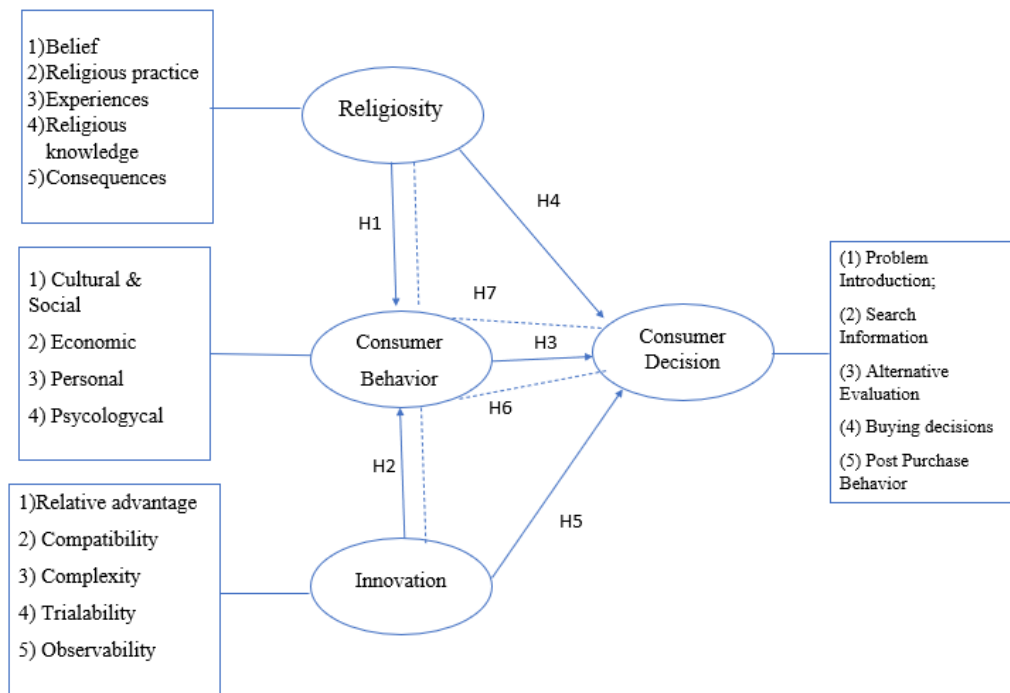 1)Belief
2)Religious practice
3)Experiences
4)Religious
knowledge
5)Consequences
Religiosity
H1
H4
1) Cultural &
Social
2) Economic
3) Personal
4) Psycologycal
Consumer
Behavior
H7
H3
H6
Consumer
Decision
(1) Problem
Introduction;
(2) Search
Information
(3) Alternative
Evaluation
(4) Buying decisions
(5) Post Purchase
Behavior
H2
H5
1)Relative advantage
2) Compatibility
3) Complexity
4) Trialability
5) Observability
Innovation